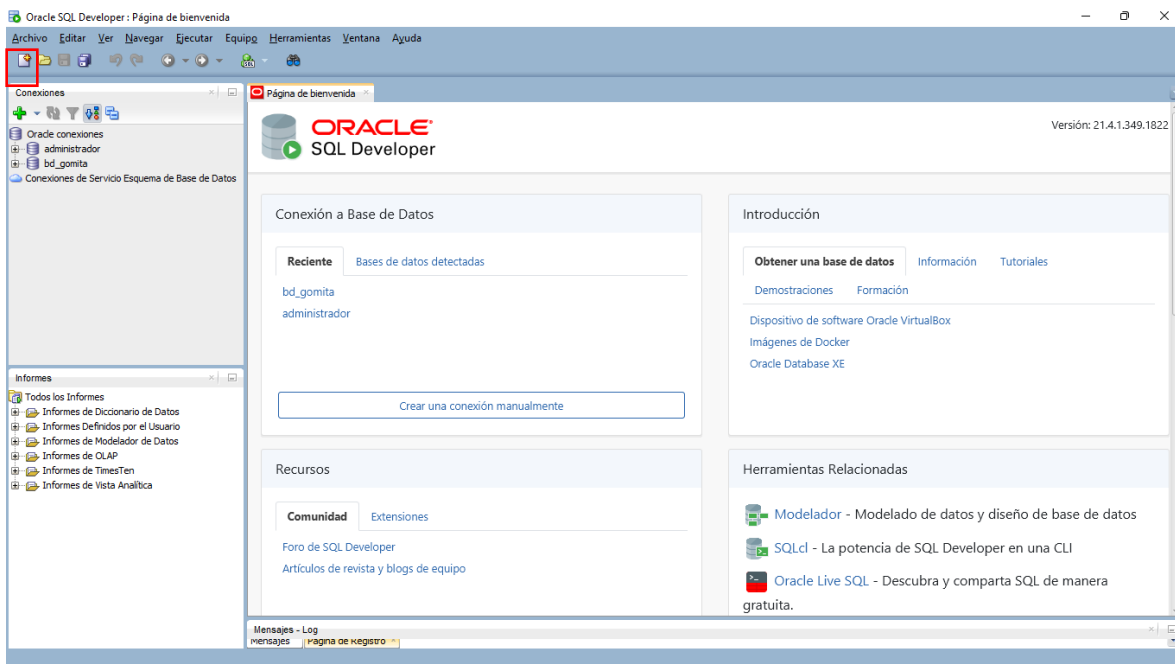 Oracle SQL Developer : Página de bienvenida
Archivo Editar Ver Navegar Ejecutar Equipo Herramientas Ventana Ayuda
Conexiones
Oracle conexiones
administrador
bd_gomita
Conexiones de Servicio Esquema de Base de Datos
Informes
Todos los Informes
Informes de Diccionario de Datos
Informes Definidos por el Usuario
Informes de Modelador de Datos
Informes de OLAP
Informes de TimesTen
Informes de Vista Analítica
Página de bienvenida
ORACLE
SQL Developer
Versión: 21.4.1.349.1822
Conexión a Base de Datos
Reciente Bases de datos detectadas
bd_gomita
administrador
Crear una conexión manualmente
Introducción
Obtener una base de datos Información Tutoriales
Demostraciones Formación
Dispositivo de software Oracle VirtualBox
Imágenes de Docker
Oracle Database XE
Recursos
Comunidad Extensiones
Foro de SQL Developer
Artículos de revista y blogs de equipo
Herramientas Relacionadas
Modelador - Modelado de datos y diseño de base de datos
SQLcl - La potencia de SQL Developer en una CLI
Oracle Live SQL - Descubra y comparta SQL de manera
gratuita.
Mensajes - Log
Mensajes Página de Registro